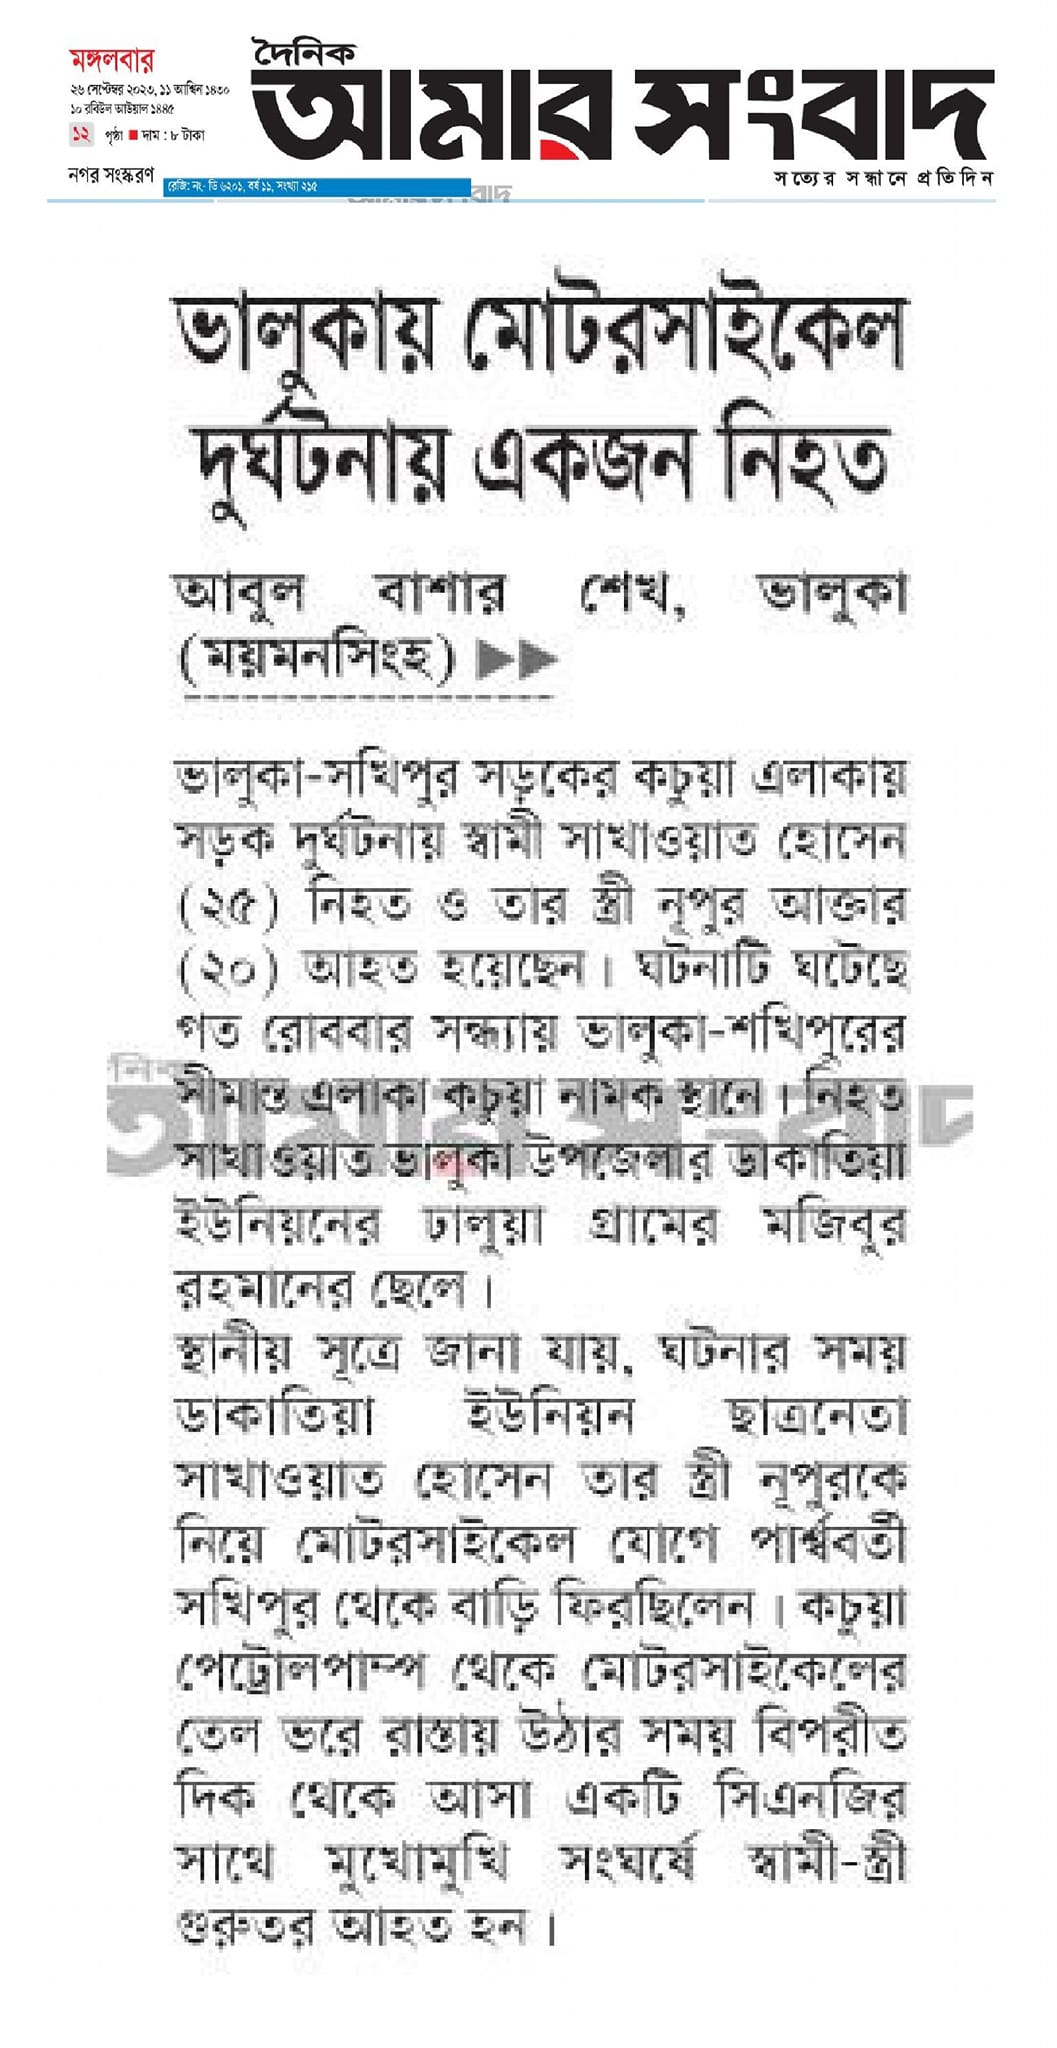 মঙ্গলবার
২৬ সেপ্টেম্বর ২০২৩, ১১ আশ্বিন ১৪৩০
১০ রবিউল আউয়াল ১৪৪৫
১২ পৃষ্ঠা ■ দাম : ৮ টাকা
নগর সংস্করণ
রেজি: নং- ডি ৬২০১, বর্ষ ১১, সংখ্যা ২১৫
দৈনিক
আমার সংবাদ
সত্যের সন্ধানে প্রতিদিন
ভালুকায় মোটরসাইকেল
দুর্ঘটনায় একজন নিহত
আবুল বাশার শেখ, ভালুকা
(ময়মনসিংহ) ▶▶
ভালুকা-সখিপুর সড়কের কচুয়া এলাকায়
সড়ক দুর্ঘটনায় স্বামী সাখাওয়াত হোসেন
(২৫) নিহত ও তার স্ত্রী নূপুর আক্তার
(২০) আহত হয়েছেন। ঘটনাটি ঘটেছে
গত রোববার সন্ধ্যায় ভালুকা-শখিপুরের
সীমান্ত এলাকা কচুয়া নামক স্থানে। নিহত
সাখাওয়াত ভালুকা উপজেলার ডাকাতিয়া
ইউনিয়নের ঢালুয়া গ্রামের মজিবুর
রহমানের ছেলে।
স্থানীয় সূত্রে জানা যায়, ঘটনার সময়
ডাকাতিয়া ইউনিয়ন ছাত্রনেতা
সাখাওয়াত হোসেন তার স্ত্রী নূপুরকে
নিয়ে মোটরসাইকেল যোগে পার্শ্ববর্তী
সখিপুর থেকে বাড়ি ফিরছিলেন। কচুয়া
পেট্রোলপাম্প থেকে মোটরসাইকেলের
তেল ভরে রাস্তায় উঠার সময় বিপরীত
দিক থেকে আসা একটি সিএনজির
সাথে মুখোমুখি সংঘর্ষে স্বামী-স্ত্রী
গুরুতর আহত হন।